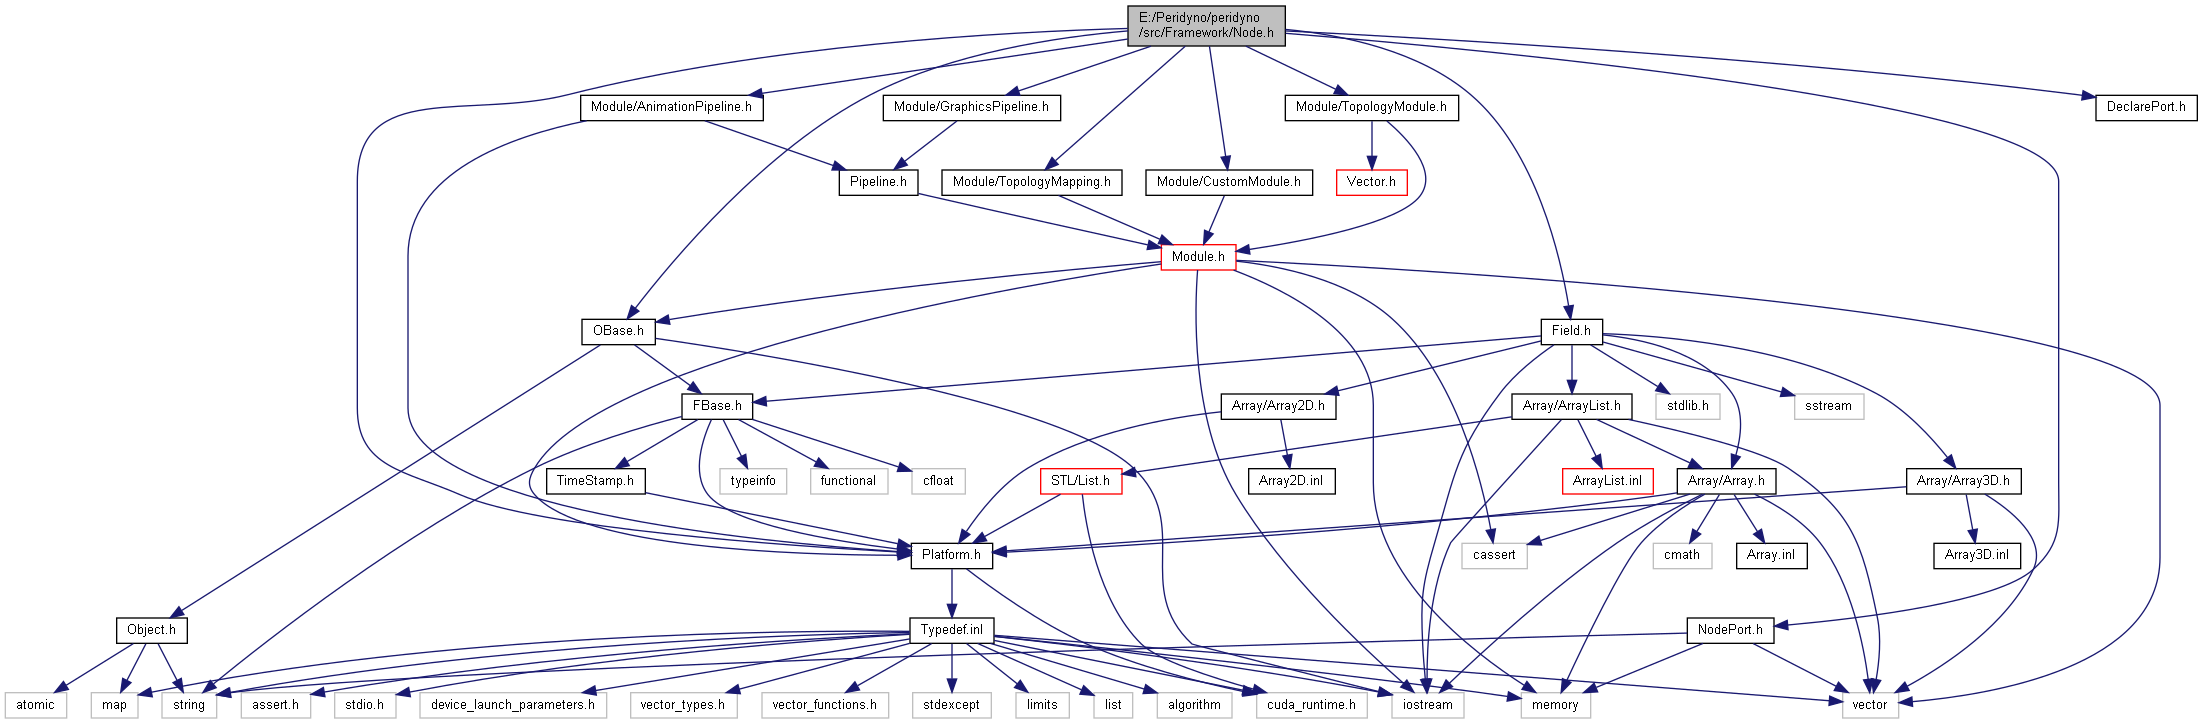 E:/Peridyno/peridyno
/src/Framework/Node.h
Module/AnimationPipeline.h
Module/GraphicsPipeline.h
Module/TopologyModule.h
DeclarePort.h
Pipeline.h
Module/TopologyMapping.h
Module/CustomModule.h
Vector.h
Module.h
OBase.h
Field.h
FBase.h
Array/Array2D.h
Array/ArrayList.h
stdlib.h
sstream
TimeStamp.h
typeinfo
functional
cfloat
STL/List.h
Array2D.inl
ArrayList.inl
Array/Array.h
Array/Array3D.h
Platform.h
cassert
cmath
Array.inl
Array3D.inl
Object.h
Typedef.inl
NodePort.h
atomic
map
string
assert.h
stdio.h
device_launch_parameters.h
vector_types.h
vector_functions.h
stdexcept
limits
list
algorithm
cuda_runtime.h
iostream
memory
vector